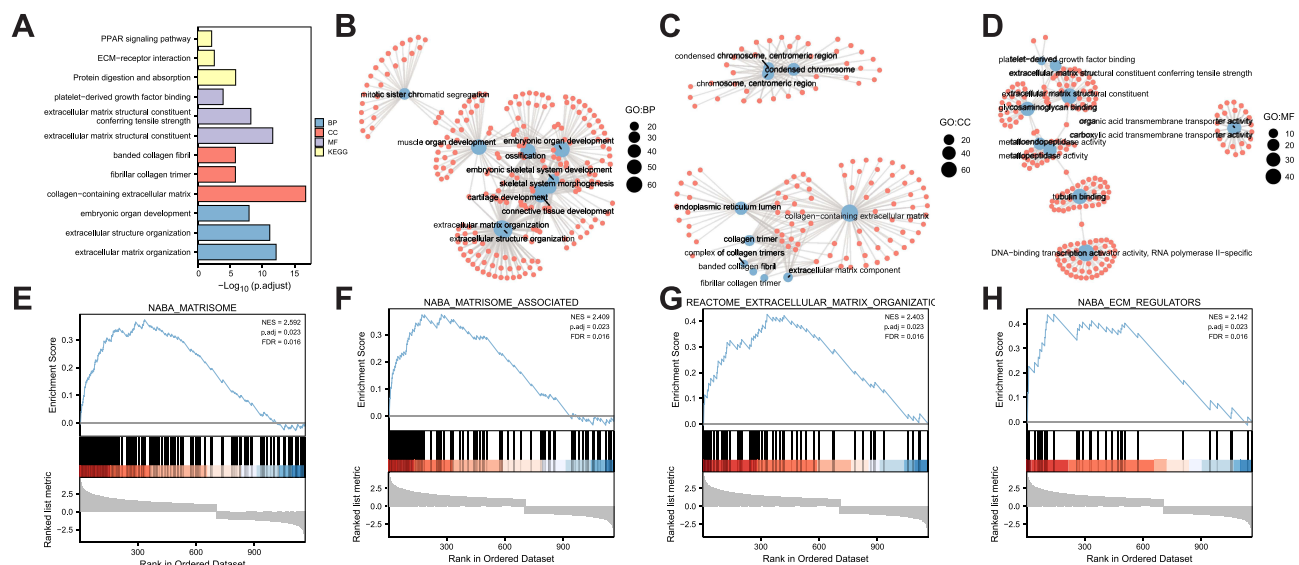 A
PPAR signaling pathway
ECM-receptor interaction
Protein digestion and absorption
platelet-derived growth factor binding
extracellular matrix structural constituent
conferring tensile strength
extracellular matrix structural constituent
banded collagen fibril
fibrillar collagen trimer
collagen-containing extracellular matrix
embryonic organ development
extracellular structure organization
extracellular matrix organization
0 5 10 15
−Log10 (p.adjust)
BP
CC
MF
KEGG
B
mitotic sister chromatid segregation
muscle organ development
embryonic organ development
ossification
embryonic skeletal system development
skeletal system morphogenesis
cartilage development
connective tissue development
extracellular matrix organization
extracellular structure organization
GO:BP
20
30
40
50
60
C
condensed chromosome, centromeric region
condensed chromosome
chromosome, centromeric region
endoplasmic reticulum lumen
collagen−containing extracellular matrix
collagen trimer
complex of collagen trimers
banded collagen fibril
extracellular matrix component
fibrillar collagen trimer
GO:CC
20
40
60
D
platelet−derived growth factor binding
extracellular matrix structural constituent conferring tensile strength
extracellular matrix structural constituent
glycosaminoglycan binding
organic acid transmembrane transporter activity
carboxylic acid transmembrane transporter activity
metalloendopeptidase activity
metallopeptidase activity
tubulin binding
DNA−binding transcription activator activity, RNA polymerase II−specific
GO:MF
10
20
30
40
E
NABA_MATRISOME
NES = 2.592
p.adj = 0.023
FDR = 0.016
Enrichment Score
0.3
0.2
0.1
0.0
Ranked list metric
2.5
0.0
−2.5
300 600 900
Rank in Ordered Dataset
F
NABA_MATRISOME_ASSOCIATED
NES = 2.409
p.adj = 0.023
FDR = 0.016
Enrichment Score
0.4
0.3
0.2
0.1
0.0
Ranked list metric
2.5
0.0
−2.5
300 600 900
Rank in Ordered Dataset
G
REACTOME_EXTRACELLULAR_MATRIX_ORGANIZATIO
NES = 2.403
p.adj = 0.023
FDR = 0.016
Enrichment Score
0.4
0.3
0.2
0.1
0.0
Ranked list metric
2.5
0.0
−2.5
300 600 900
Rank in Ordered Dataset
H
NABA_ECM_REGULATORS
NES = 2.142
p.adj = 0.023
FDR = 0.016
Enrichment Score
0.4
0.3
0.2
0.1
0.0
Ranked list metric
2.5
0.0
−2.5
300 600 900
Rank in Ordered Dataset